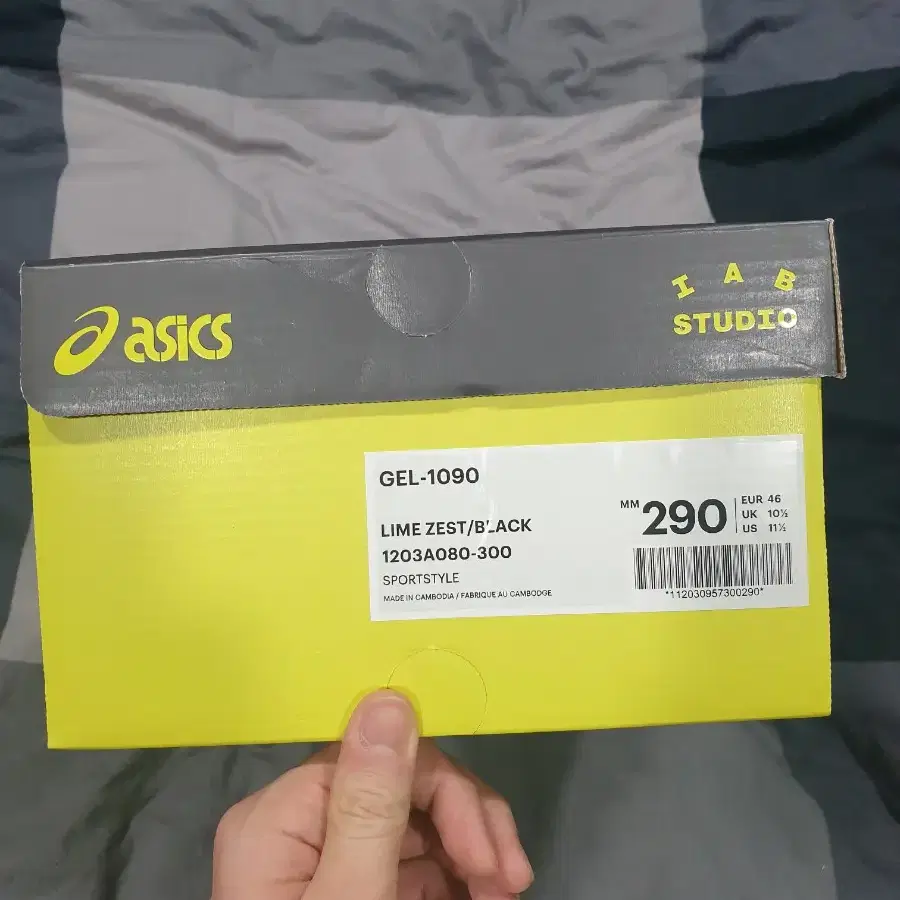 asics
IAB
STUDIO
GEL-1090
LIME ZEST/BLACK
1203A080-300
SPORTSTYLE
MADE IN CAMBODIA / FABRIQUE AU CAMBODGE
MM 290
EUR 46
UK 10½
US 11½
*112030957300290*